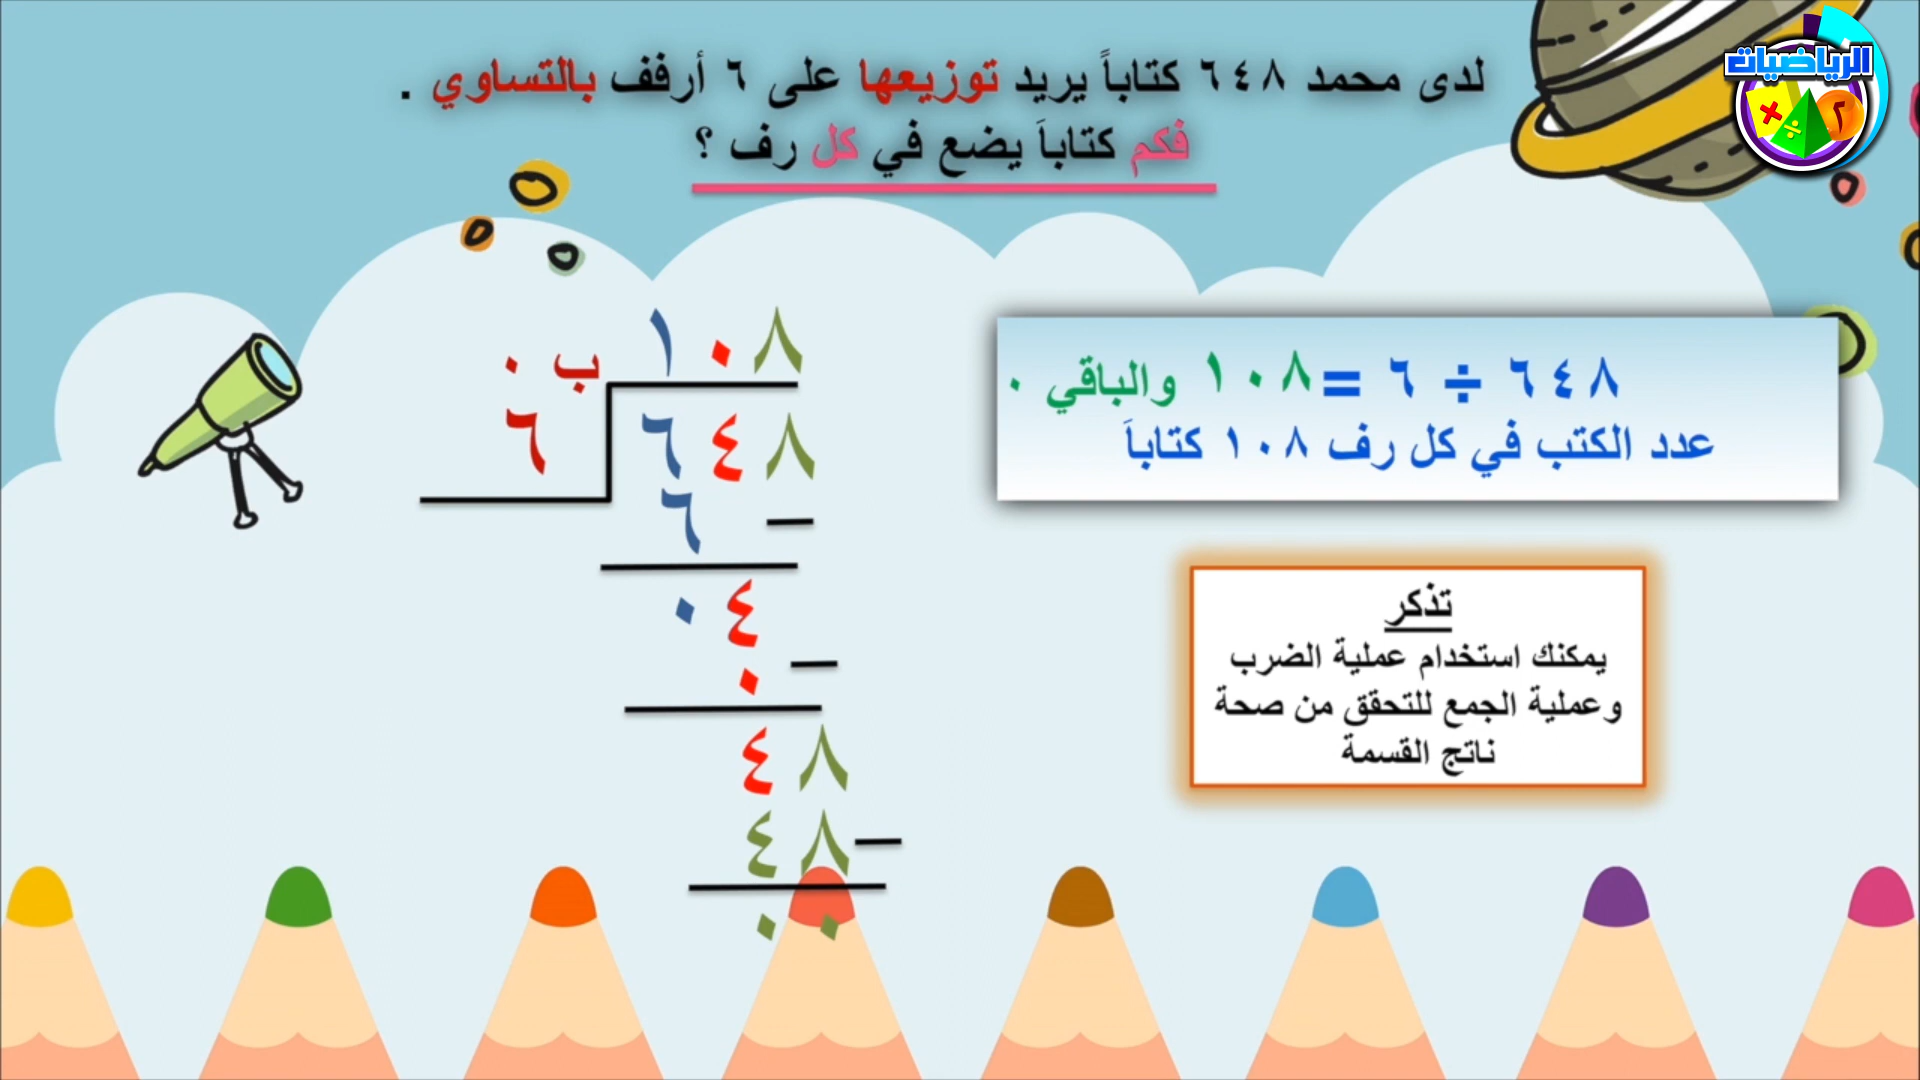 لدى محمد ٦٤٨ كتاباً يريد توزيعها على ٦ أرفف بالتساوي .
فكم كتاباَ يضع في كل رف ؟
الرياضيات
× ÷ ٢
١٠٨ ب ٠
٦ ٦٤٨
٦ −
٠٤
٠ −
٤٨
٤٨ −
٠٠
٦٤٨ ÷ ٦ = ١٠٨ والباقي ٠
عدد الكتب في كل رف ١٠٨ كتاباَ
تذكر
يمكنك استخدام عملية الضرب
وعملية الجمع للتحقق من صحة
ناتج القسمة